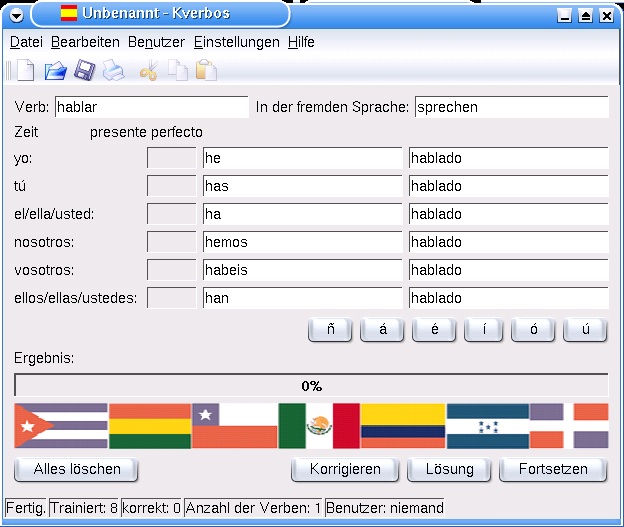 Unbenannt - Kverbos
Datei Bearbeiten Benutzer Einstellungen Hilfe
Verb: hablar In der fremden Sprache: sprechen
Zeit presente perfecto
yo: he hablado
tú has hablado
el/ella/usted: ha hablado
nosotros: hemos hablado
vosotros: habeis hablado
ellos/ellas/ustedes: han hablado
ñ á é í ó ú
Ergebnis:
0%
Alles löschen Korrigieren Lösung Fortsetzen
Fertig. Trainiert: 8 korrekt: 0 Anzahl der Verben: 1 Benutzer: niemand